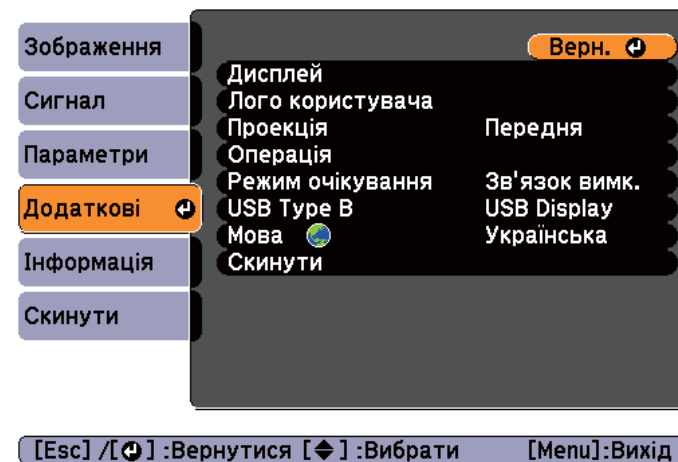 Зображення
Сигнал
Параметри
Додаткові
Інформація
Скинути
Верн.
Дисплей
Лого користувача
Проекція Передня
Операція
Режим очікування Зв'язок вимк.
USB Type B USB Display
Мова Українська
Скинути
[Esc] /[⏎] :Вернутися [◆] :Вибрати [Menu]:Вихід